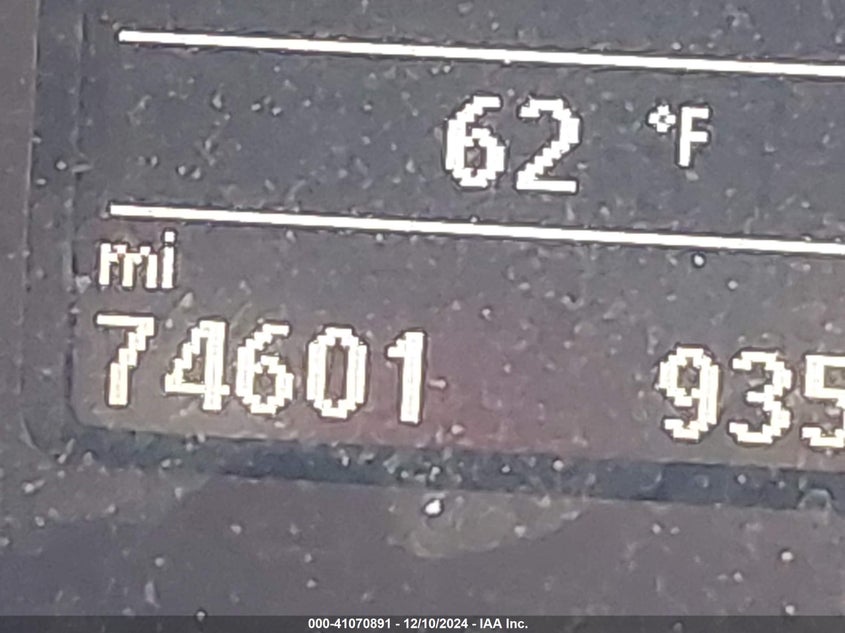 62 °F
mi
74601 935
000-41070891 - 12/10/2024 - IAA Inc.